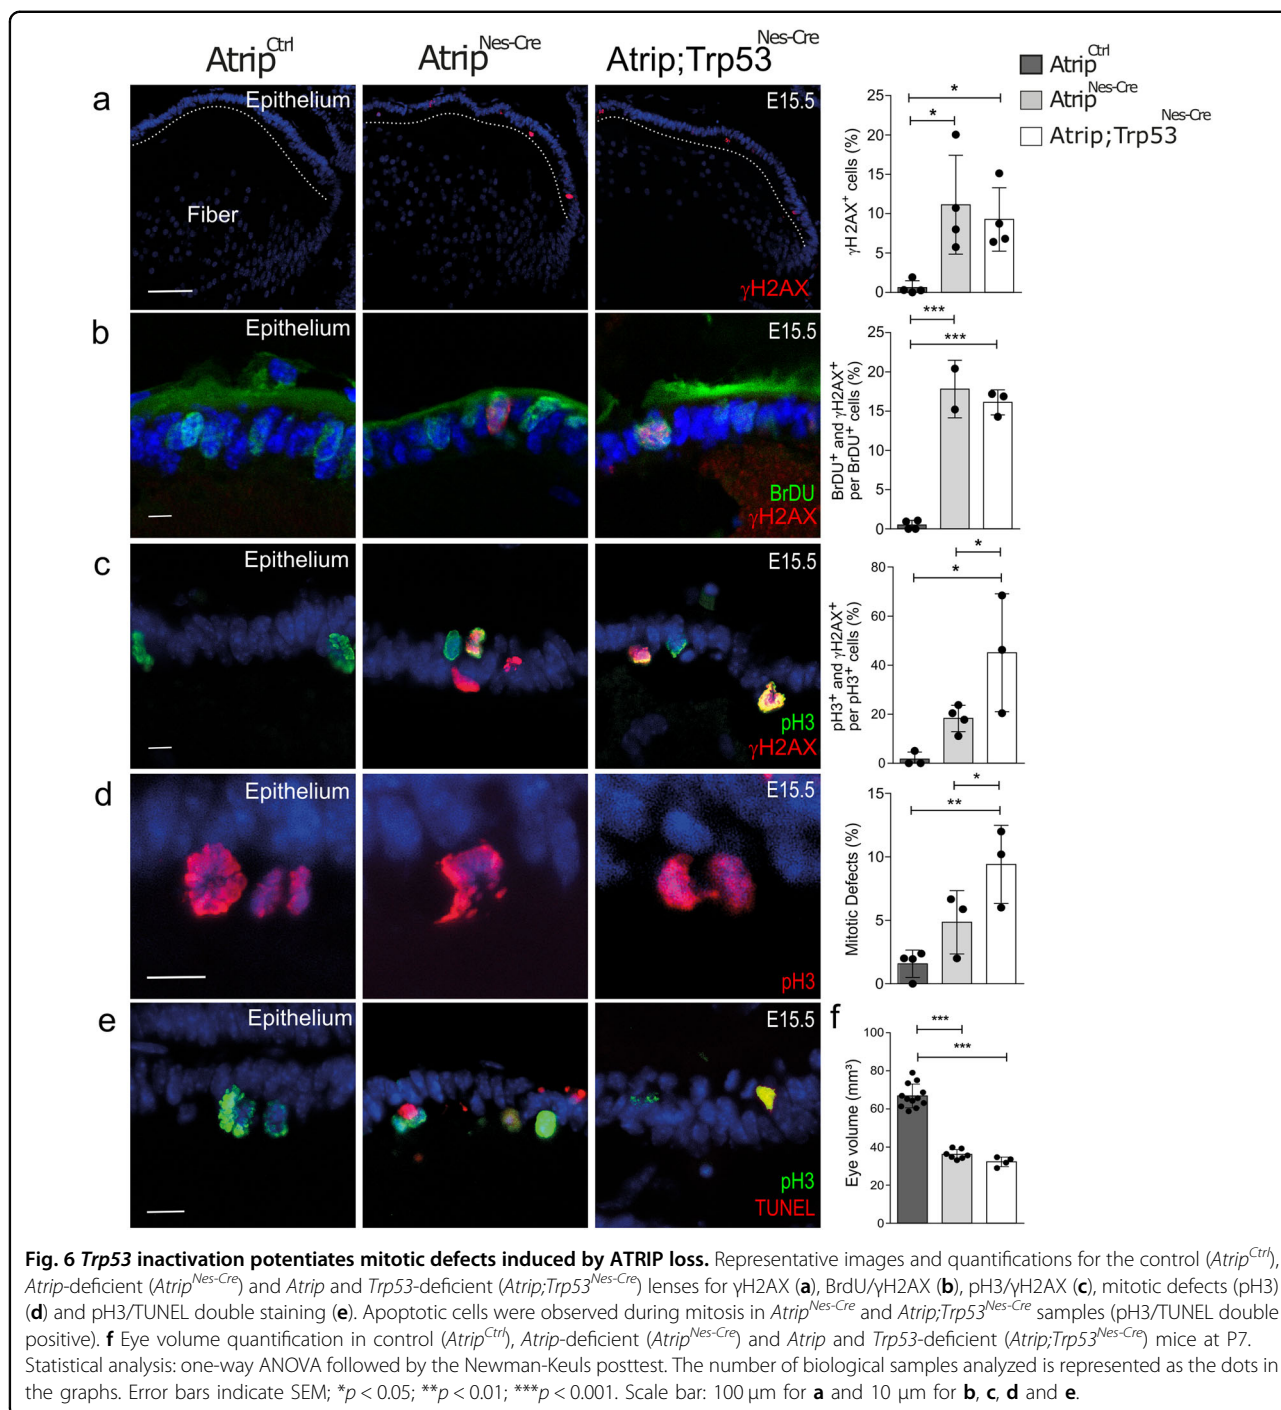 Atrip^Ctrl
Atrip^Nes-Cre
Atrip;Trp53^Nes-Cre
Atrip^Ctrl
Atrip^Nes-Cre
Atrip;Trp53^Nes-Cre
a
Epithelium
Fiber
E15.5
γH2AX
γH2AX⁺ cells (%)
25
20
15
10
5
0
*
*
b
Epithelium
E15.5
BrDU
γH2AX
BrDU⁺ and γH2AX⁺
per BrDU⁺ cells (%)
25
20
15
10
5
0
***
***
c
Epithelium
E15.5
pH3
γH2AX
pH3⁺ and γH2AX⁺
per pH3⁺ cells (%)
80
60
40
20
0
*
*
d
Epithelium
E15.5
pH3
Mitotic Defects (%)
15
10
5
0
*
**
e
Epithelium
E15.5
pH3
TUNEL
f
Eye volume (mm³)
100
80
60
40
20
0
***
***
Fig. 6 Trp53 inactivation potentiates mitotic defects induced by ATRIP loss. Representative images and quantifications for the control (Atrip^Ctrl),
Atrip-deficient (Atrip^Nes-Cre) and Atrip and Trp53-deficient (Atrip;Trp53^Nes-Cre) lenses for γH2AX (a), BrdU/γH2AX (b), pH3/γH2AX (c), mitotic defects (pH3)
(d) and pH3/TUNEL double staining (e). Apoptotic cells were observed during mitosis in Atrip^Nes-Cre and Atrip;Trp53^Nes-Cre samples (pH3/TUNEL double
positive). f Eye volume quantification in control (Atrip^Ctrl), Atrip-deficient (Atrip^Nes-Cre) and Atrip and Trp53-deficient (Atrip;Trp53^Nes-Cre) mice at P7.
Statistical analysis: one-way ANOVA followed by the Newman-Keuls posttest. The number of biological samples analyzed is represented as the dots in
the graphs. Error bars indicate SEM; *p < 0.05; **p < 0.01; ***p < 0.001. Scale bar: 100 µm for a and 10 µm for b, c, d and e.